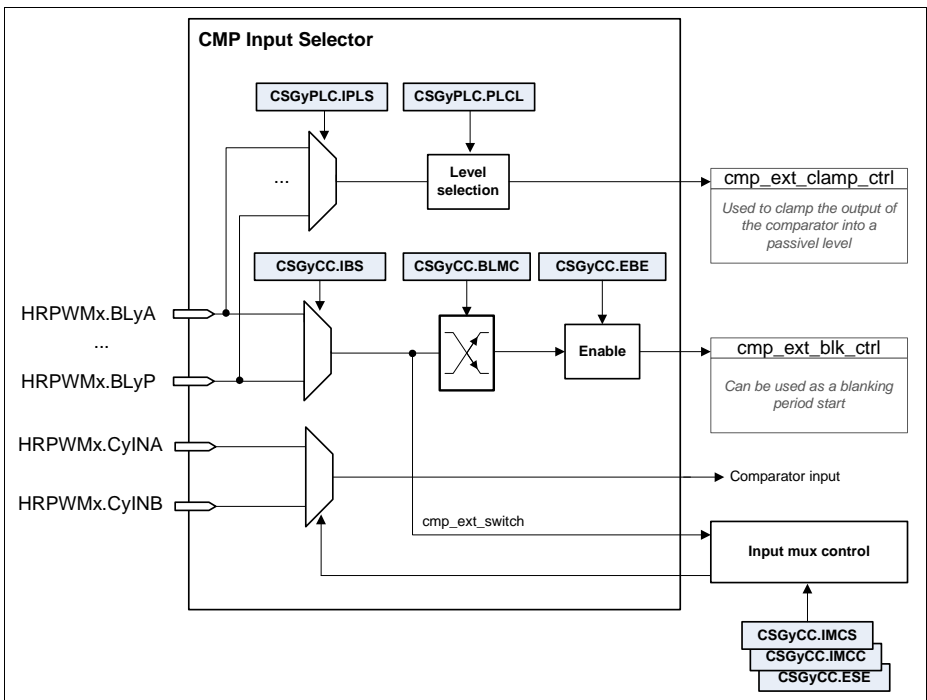 CMP Input Selector
CSGyPLC.IPLS
CSGyPLC.PLCL
...
Level
selection
cmp_ext_clamp_ctrl
Used to clamp the output of
the comparator into a
passivel level
CSGyCC.IBS
CSGyCC.BLMC
CSGyCC.EBE
HRPWMx.BLyA
...
HRPWMx.BLyP
Enable
cmp_ext_blk_ctrl
Can be used as a blanking
period start
HRPWMx.CyINA
HRPWMx.CyINB
Comparator input
cmp_ext_switch
Input mux control
CSGyCC.IMCS
CSGyCC.IMCC
CSGyCC.ESE